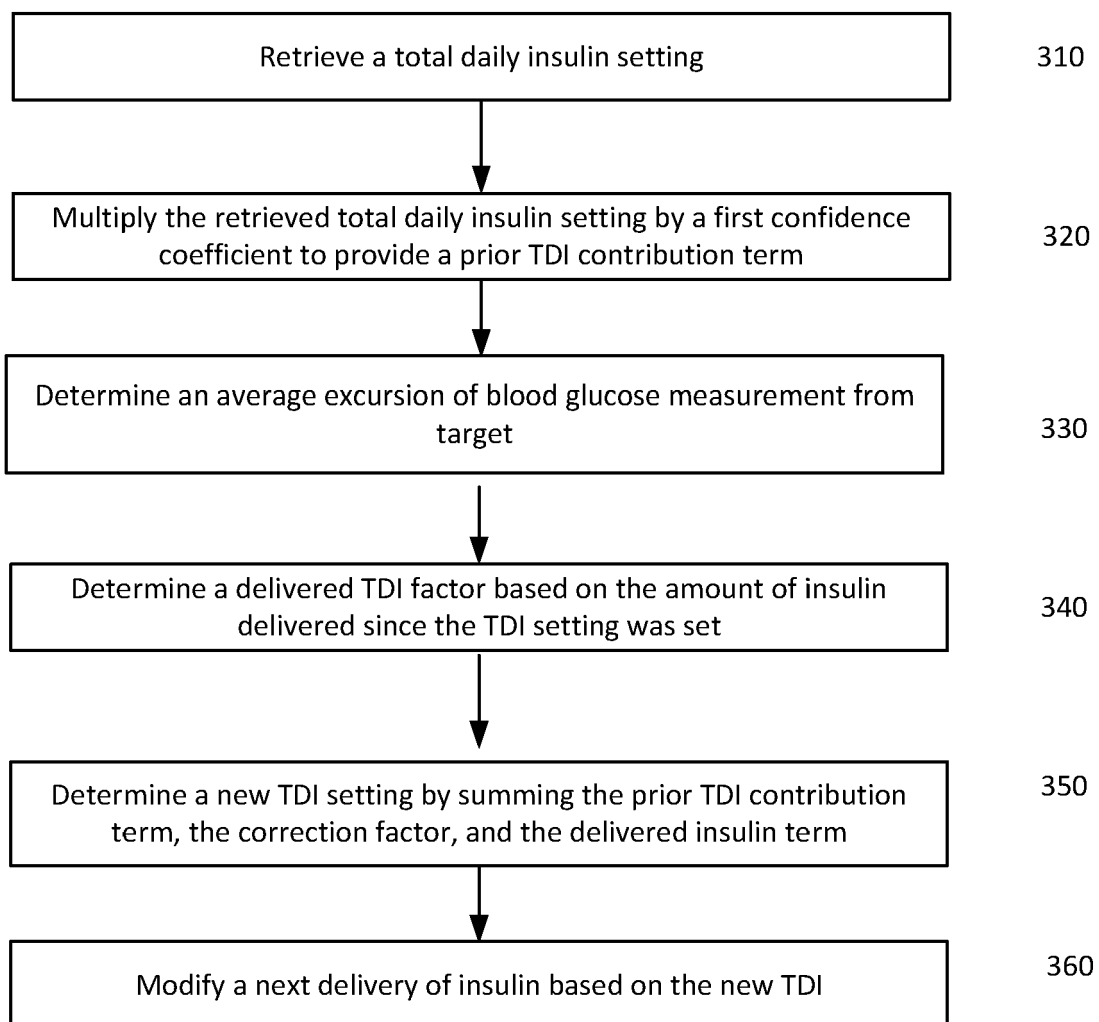 Retrieve a total daily insulin setting
310
Multiply the retrieved total daily insulin setting by a first confidence
coefficient to provide a prior TDI contribution term
320
Determine an average excursion of blood glucose measurement from
target
330
Determine a delivered TDI factor based on the amount of insulin
delivered since the TDI setting was set
340
Determine a new TDI setting by summing the prior TDI contribution
term, the correction factor, and the delivered insulin term
350
Modify a next delivery of insulin based on the new TDI
360